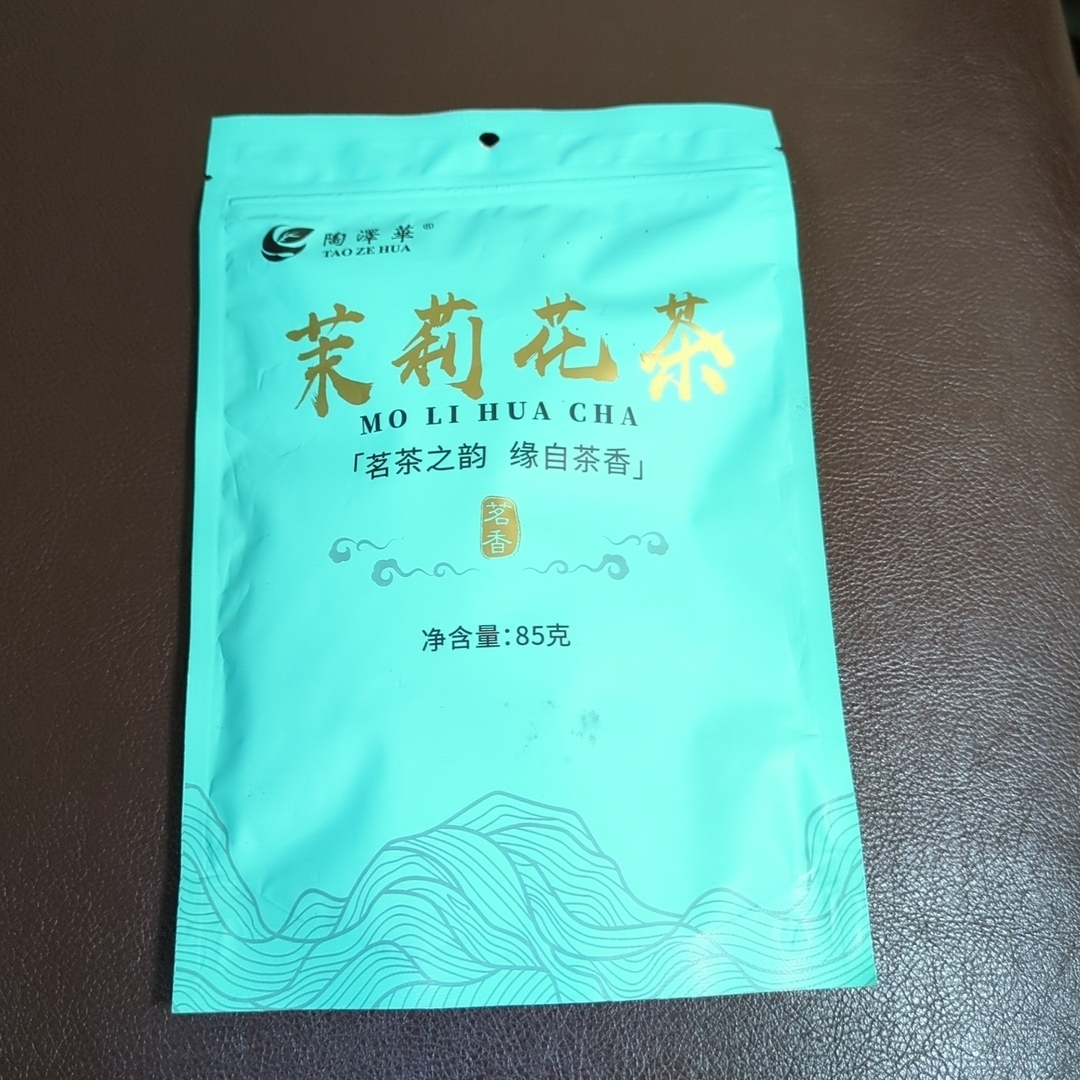 陶澤華®
TAO ZE HUA
茉莉花茶
MO LI HUA CHA
「茗茶之韵 缘自茶香」
茗香
净含量:85克